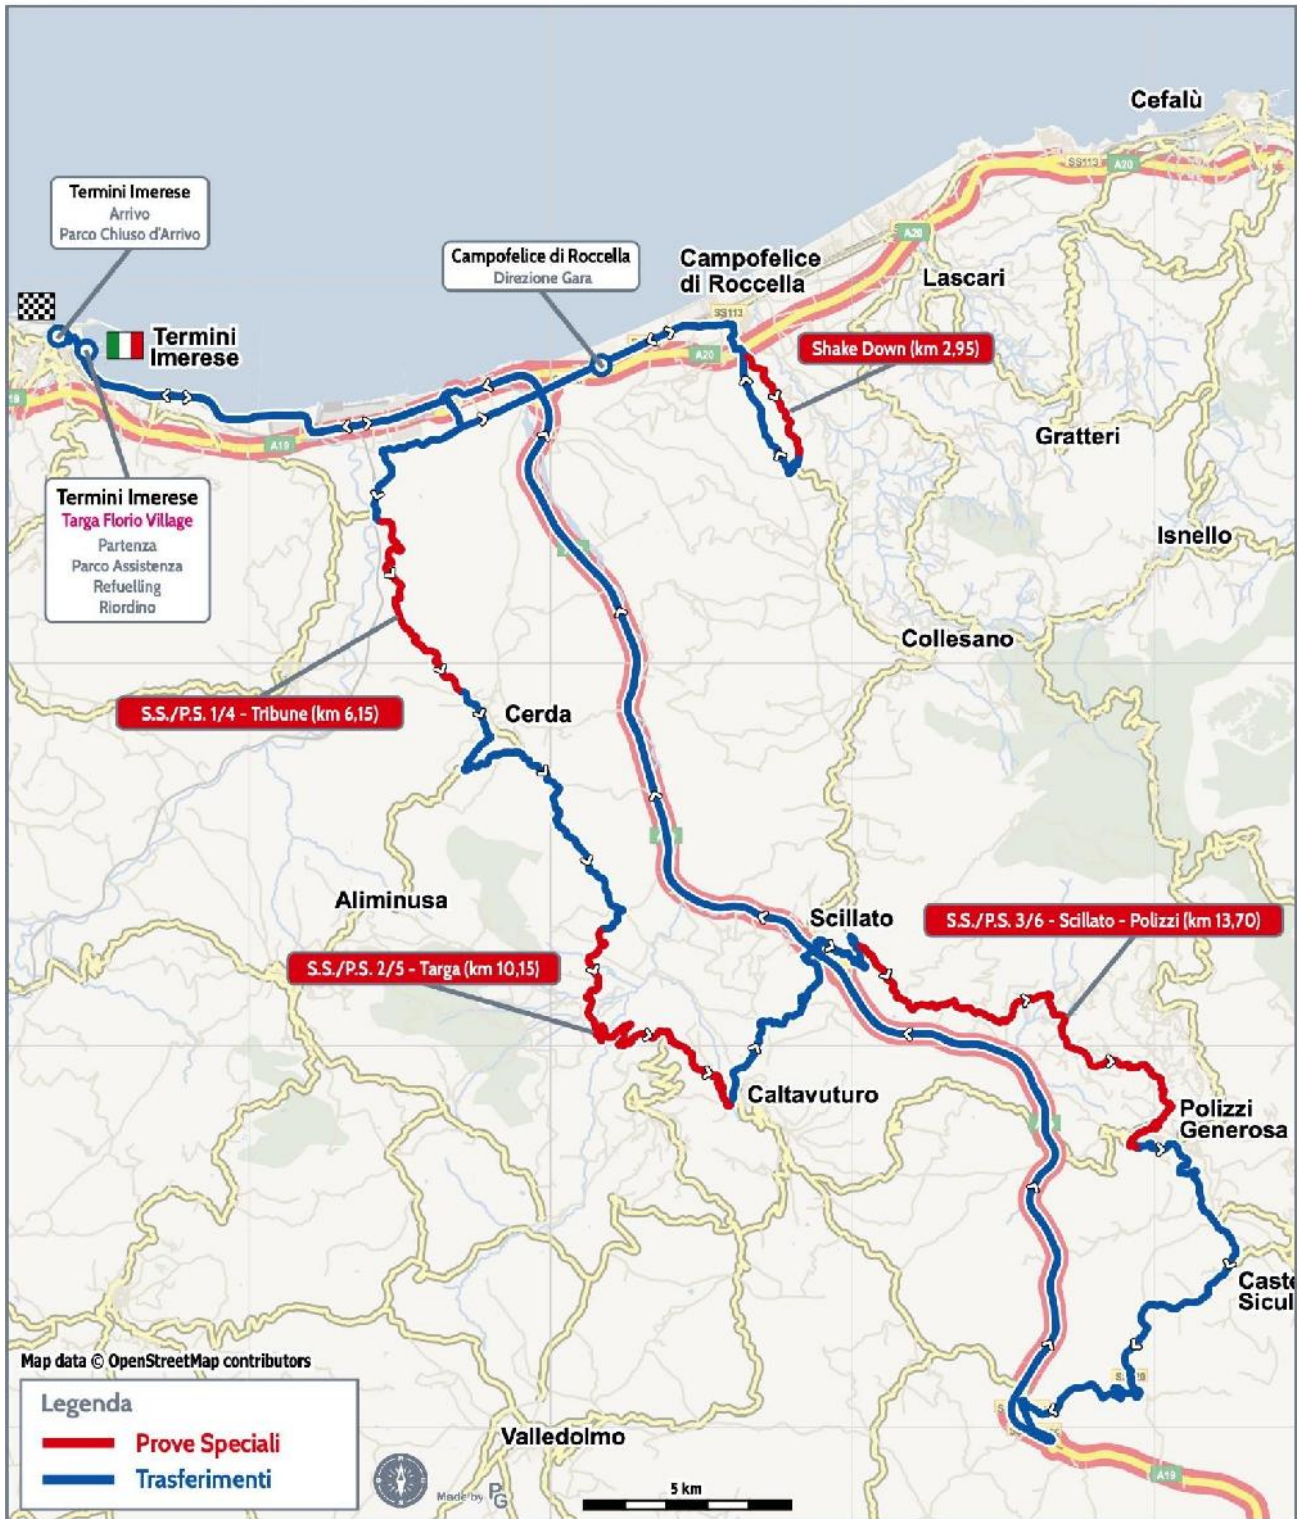 Cefalù
SS113
A20
Termini Imerese
Arrivo
Parco Chiuso d'Arrivo
A20
Campofelice di Roccella
Direzione Gara
Campofelice
di Roccella
Lascari
SS113
Termini
Imerese
A20
Shake Down (km 2,95)
19
A19
Gratteri
Termini Imerese
Targa Florio Village
Partenza
Parco Assistenza
Refuelling
Riordino
Isnello
Collesano
S.S./P.S. 1/4 - Tribune (km 6,15)
Cerda
Aliminusa
Scillato
S.S./P.S. 3/6 - Scillato - Polizzi (km 13,70)
S.S./P.S. 2/5 - Targa (km 10,15)
Caltavuturo
Polizzi
Generosa
Caste
Sicul
Map data © OpenStreetMap contributors
Legenda
Prove Speciali
Trasferimenti
Valledolmo
Made by PG
5 km
A19